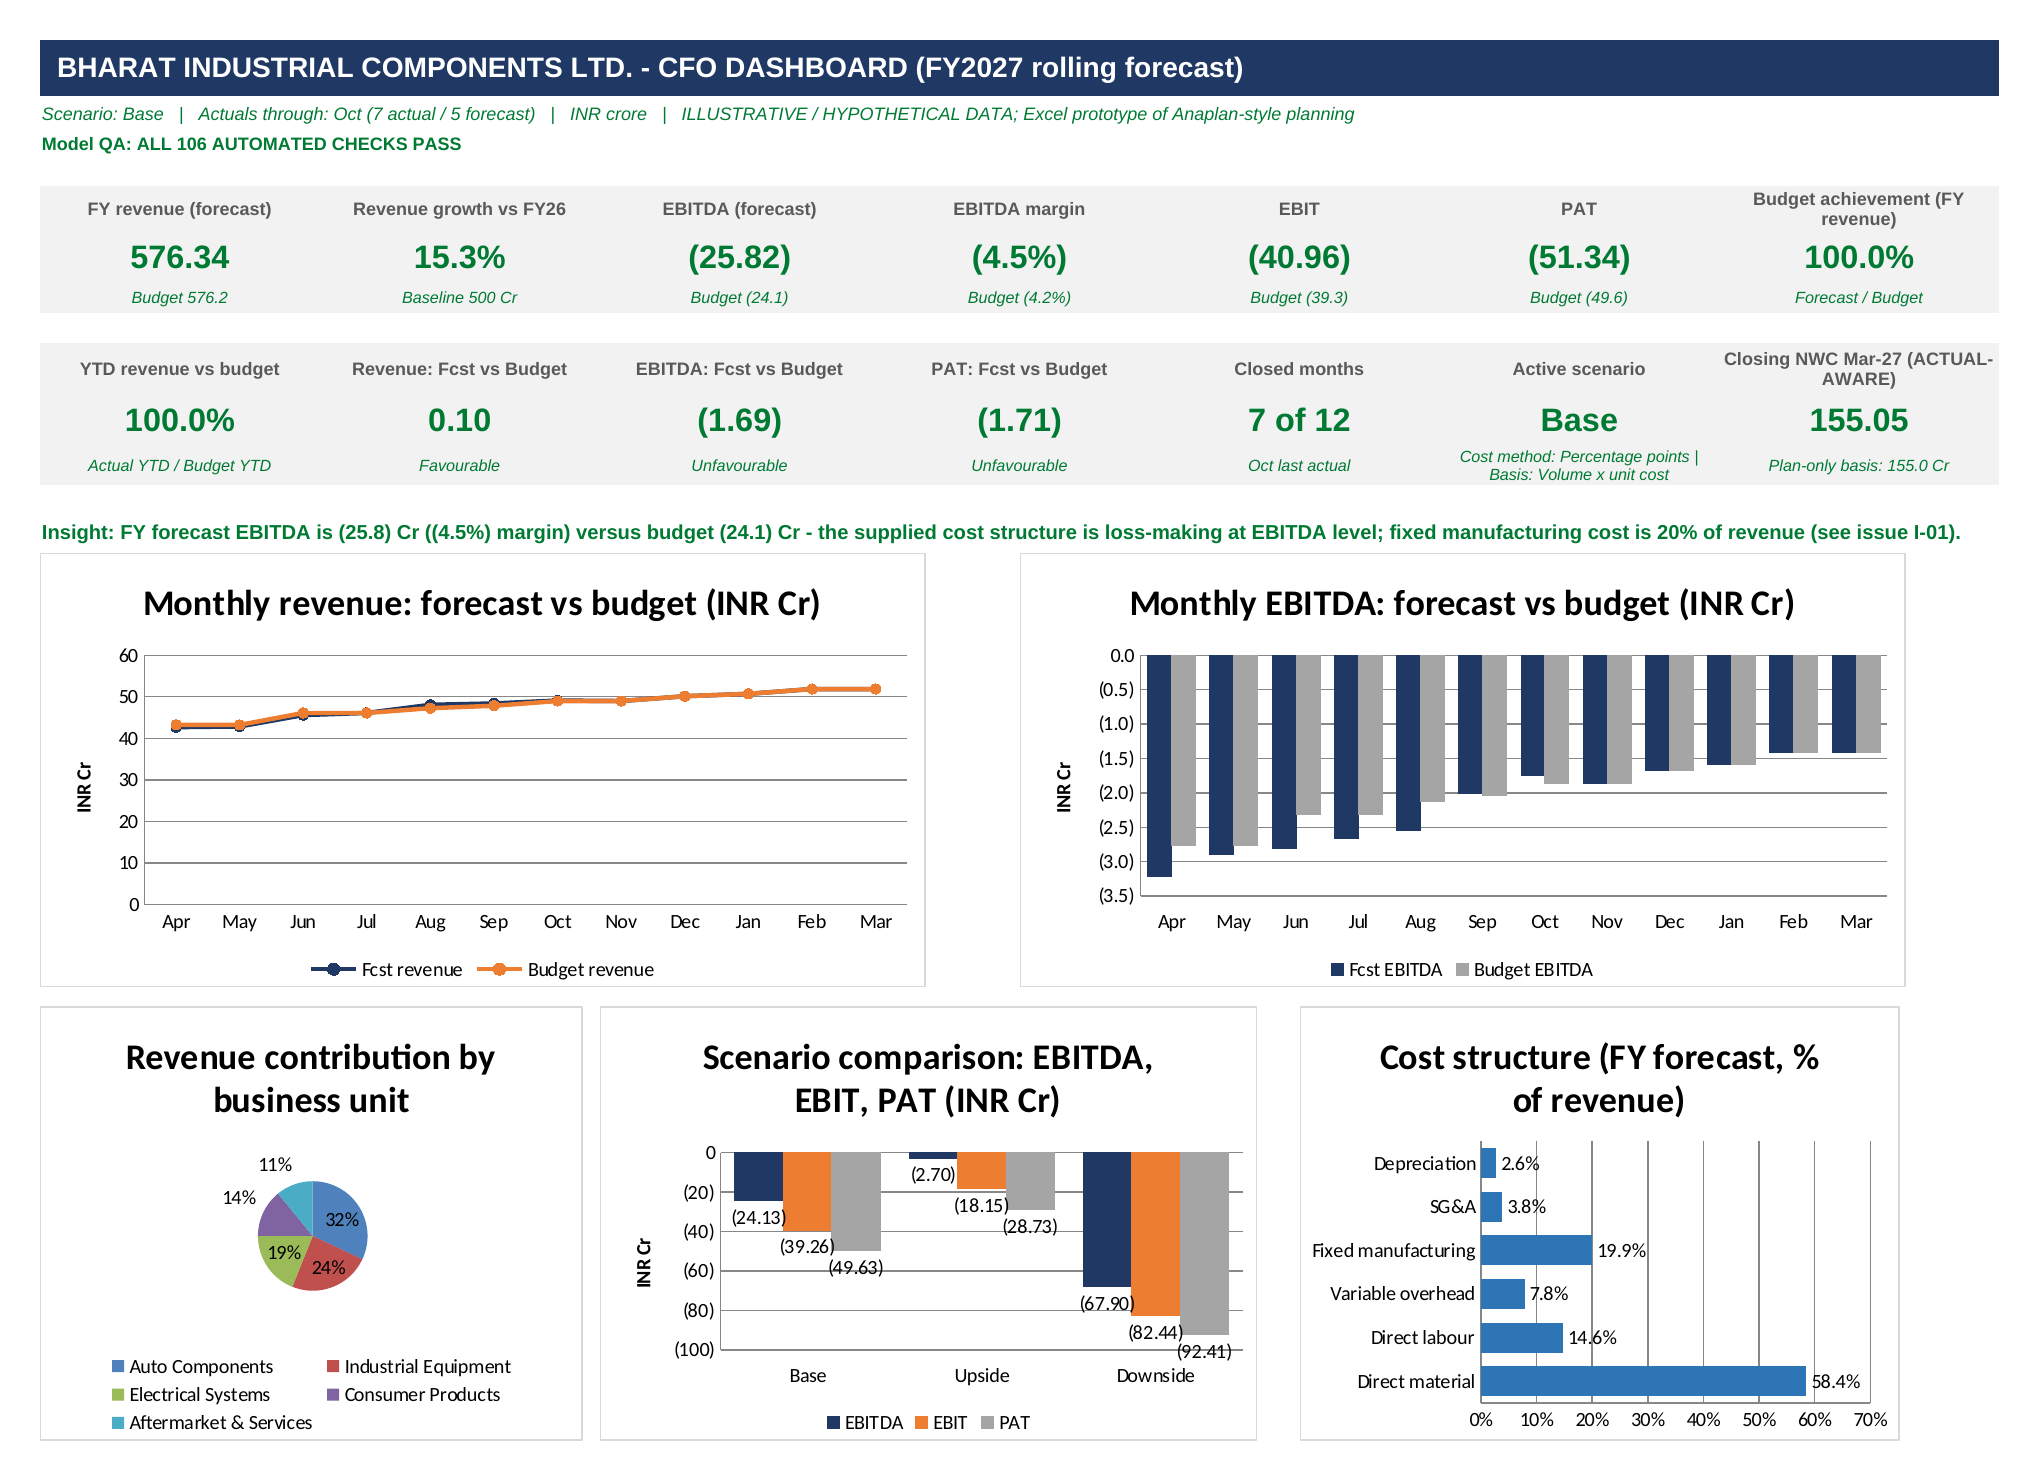 BHARAT INDUSTRIAL COMPONENTS LTD. - CFO DASHBOARD (FY2027 rolling forecast)
Scenario: Base | Actuals through: Oct (7 actual / 5 forecast) | INR crore | ILLUSTRATIVE / HYPOTHETICAL DATA; Excel prototype of Anaplan-style planning
Model QA: ALL 106 AUTOMATED CHECKS PASS
FY revenue (forecast)
576.34
Budget 576.2
Revenue growth vs FY26
15.3%
Baseline 500 Cr
EBITDA (forecast)
(25.82)
Budget (24.1)
EBITDA margin
(4.5%)
Budget (4.2%)
EBIT
(40.96)
Budget (39.3)
PAT
(51.34)
Budget (49.6)
Budget achievement (FY
revenue)
100.0%
Forecast / Budget
YTD revenue vs budget
100.0%
Actual YTD / Budget YTD
Revenue: Fcst vs Budget
0.10
Favourable
EBITDA: Fcst vs Budget
(1.69)
Unfavourable
PAT: Fcst vs Budget
(1.71)
Unfavourable
Closed months
7 of 12
Oct last actual
Active scenario
Base
Cost method: Percentage points |
Basis: Volume x unit cost
Closing NWC Mar-27 (ACTUAL-
AWARE)
155.05
Plan-only basis: 155.0 Cr
Insight: FY forecast EBITDA is (25.8) Cr ((4.5%) margin) versus budget (24.1) Cr - the supplied cost structure is loss-making at EBITDA level; fixed manufacturing cost is 20% of revenue (see issue I-01).
Monthly revenue: forecast vs budget (INR Cr)
INR Cr
60
50
40
30
20
10
0
Apr May Jun Jul Aug Sep Oct Nov Dec Jan Feb Mar
Fcst revenue Budget revenue
Monthly EBITDA: forecast vs budget (INR Cr)
INR Cr
0.0
(0.5)
(1.0)
(1.5)
(2.0)
(2.5)
(3.0)
(3.5)
Apr May Jun Jul Aug Sep Oct Nov Dec Jan Feb Mar
Fcst EBITDA Budget EBITDA
Revenue contribution by
business unit
11%
14%
32%
19%
24%
Auto Components Industrial Equipment
Electrical Systems Consumer Products
Aftermarket & Services
Scenario comparison: EBITDA,
EBIT, PAT (INR Cr)
INR Cr
0
(20)
(40)
(60)
(80)
(100)
(24.13)
(39.26)
(49.63)
(2.70)
(18.15)
(28.73)
(67.90)
(82.44)
(92.41)
Base Upside Downside
EBITDA EBIT PAT
Cost structure (FY forecast, %
of revenue)
Depreciation 2.6%
SG&A 3.8%
Fixed manufacturing 19.9%
Variable overhead 7.8%
Direct labour 14.6%
Direct material 58.4%
0% 10% 20% 30% 40% 50% 60% 70%